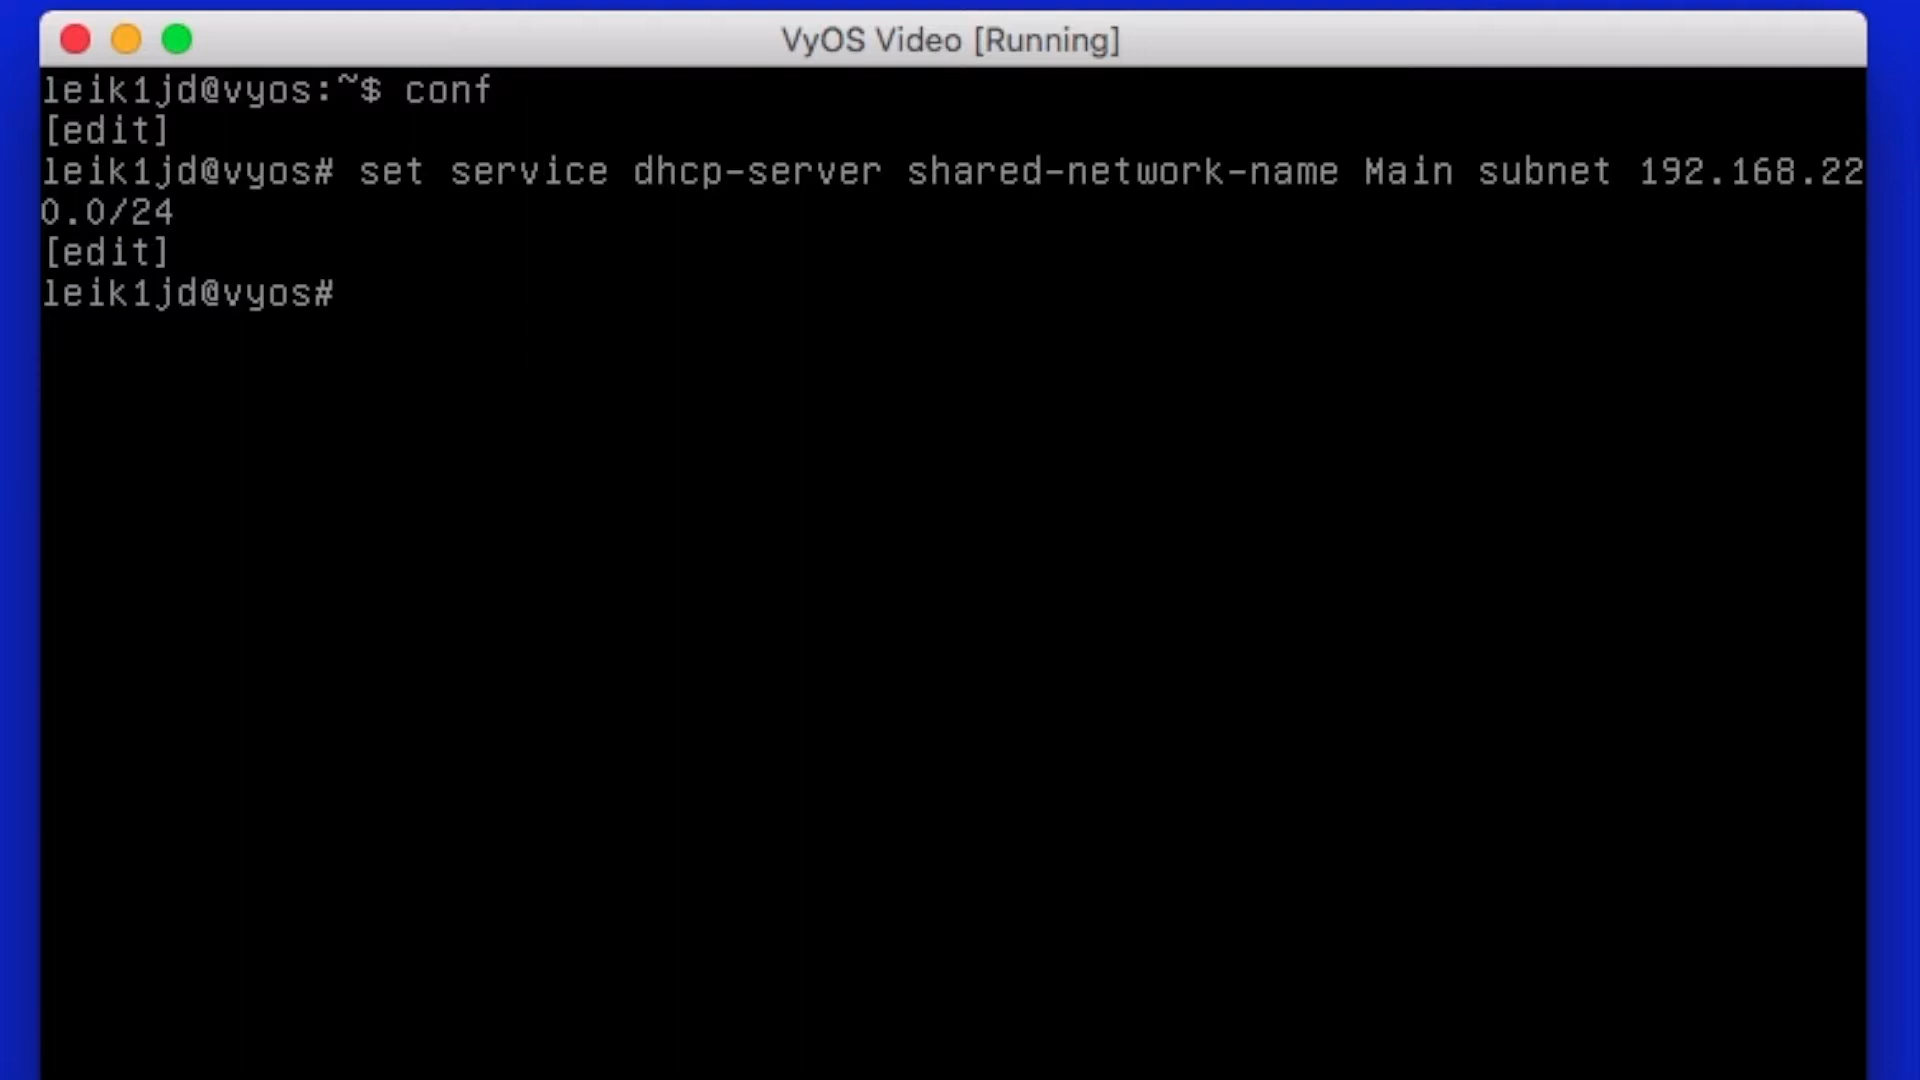 VyOS Video [Running]
leik1jd@vyos:~$ conf
[edit]
leik1jd@vyos# set service dhcp-server shared-network-name Main subnet 192.168.22
0.0/24
[edit]
leik1jd@vyos#